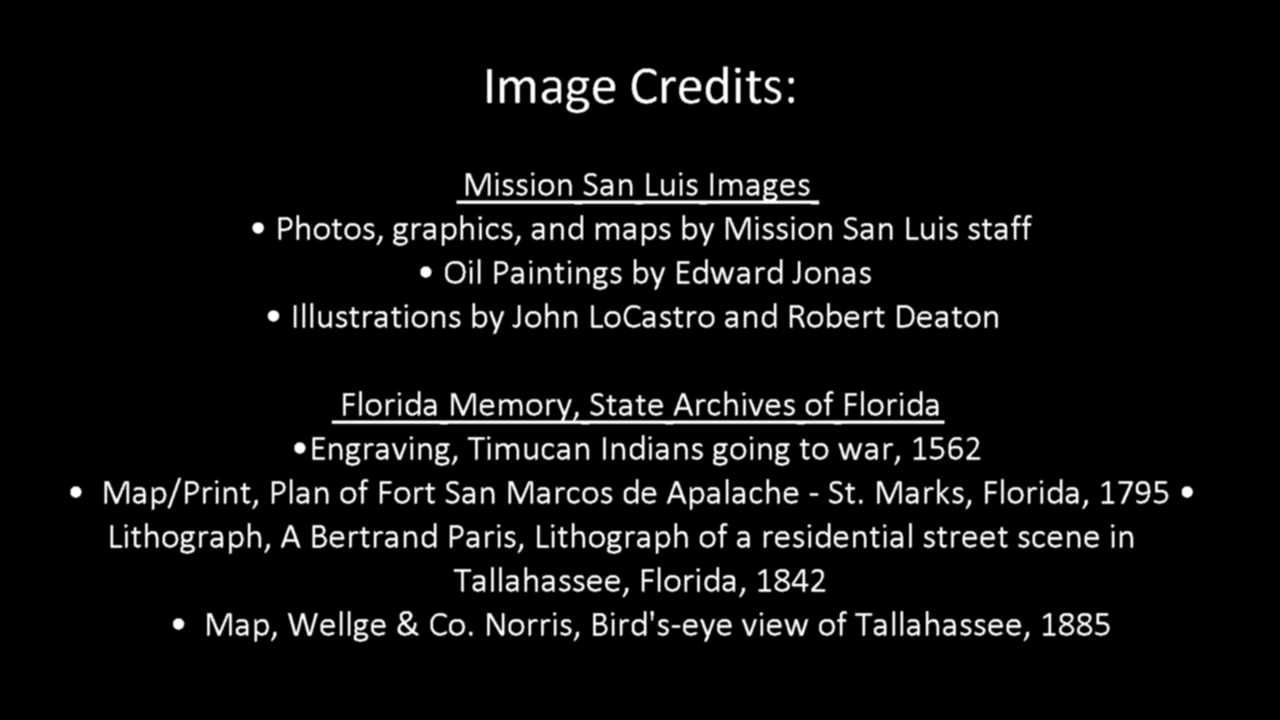 Image Credits:
Mission San Luis Images
• Photos, graphics, and maps by Mission San Luis staff
• Oil Paintings by Edward Jonas
• Illustrations by John LoCastro and Robert Deaton
Florida Memory, State Archives of Florida
•Engraving, Timucan Indians going to war, 1562
• Map/Print, Plan of Fort San Marcos de Apalache - St. Marks, Florida, 1795 •
Lithograph, A Bertrand Paris, Lithograph of a residential street scene in
Tallahassee, Florida, 1842
• Map, Wellge & Co. Norris, Bird's-eye view of Tallahassee, 1885